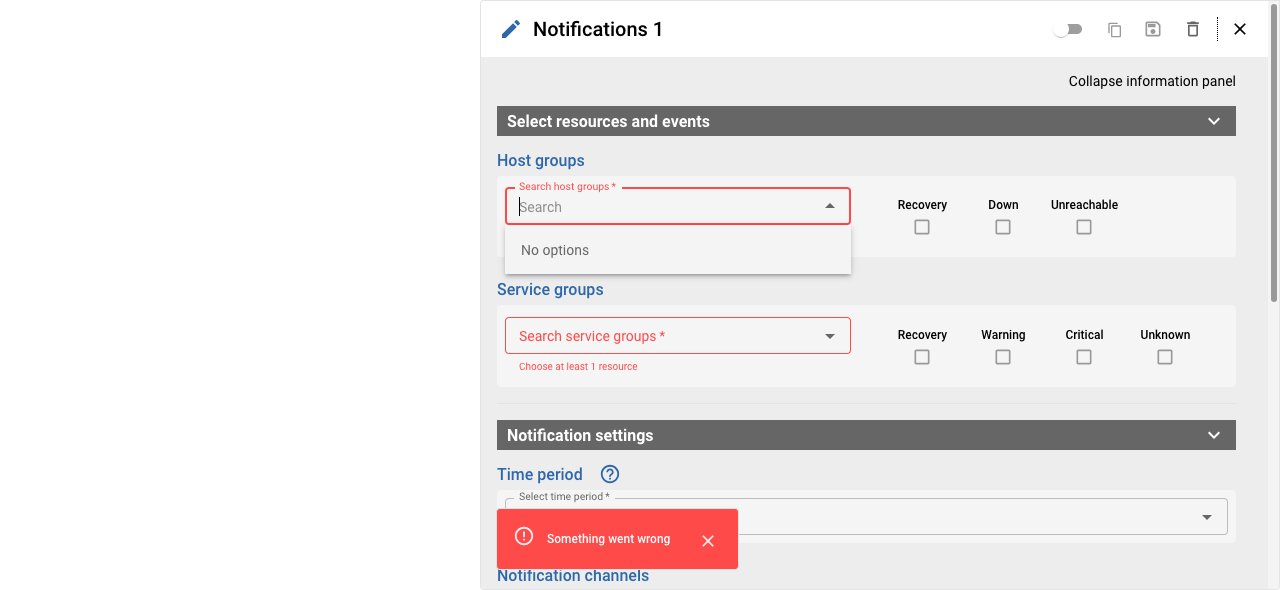 Notifications 1
Collapse information panel
Select resources and events
Host groups
Search host groups *
Search
Recovery Down Unreachable
No options
Service groups
Search service groups *
Recovery Warning Critical Unknown
Choose at least 1 resource
Notification settings
Time period
Select time period *
Something went wrong
Notification channels